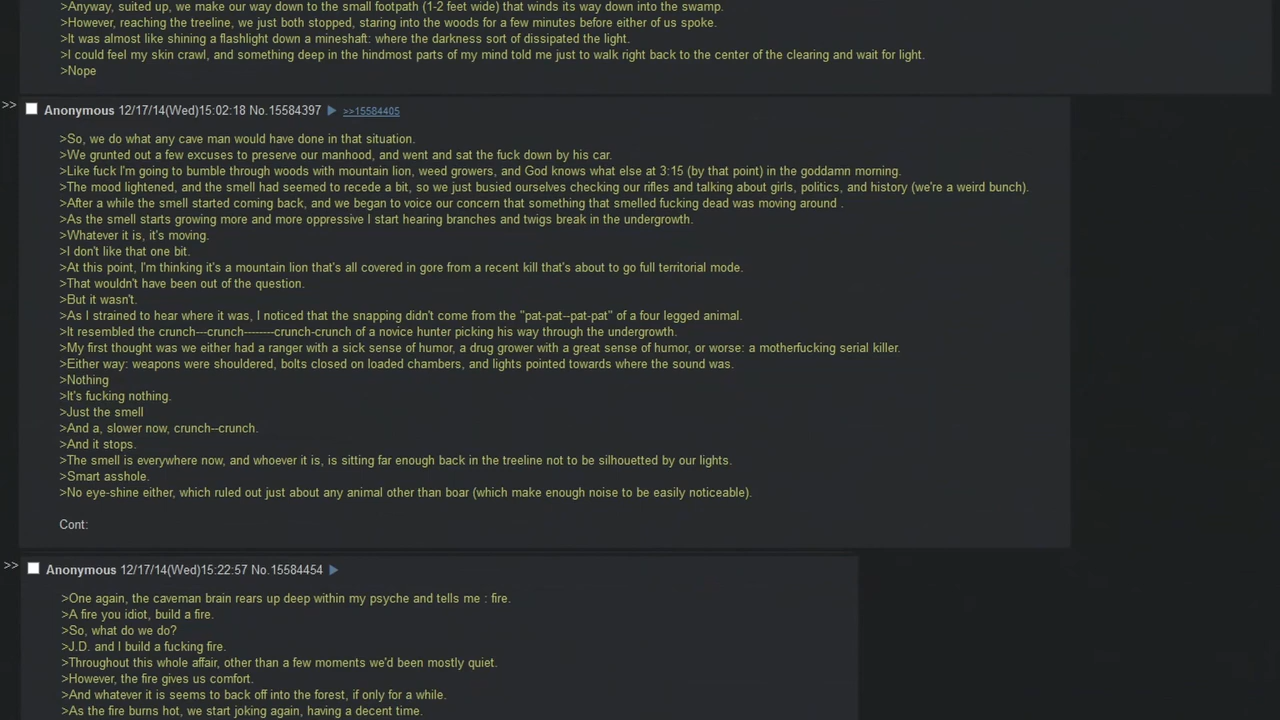 >Anyway, suited up, we make our way down to the small footpath (1-2 feet wide) that winds its way down into the swamp.
>However, reaching the treeline, we just both stopped, staring into the woods for a few minutes before either of us spoke.
>It was almost like shining a flashlight down a mineshaft: where the darkness sort of dissipated the light.
>I could feel my skin crawl, and something deep in the hindmost parts of my mind told me just to walk right back to the center of the clearing and wait for light.
>Nope
>> Anonymous 12/17/14(Wed)15:02:18 No.15584397 ▶ >>15584405
>So, we do what any cave man would have done in that situation.
>We grunted out a few excuses to preserve our manhood, and went and sat the fuck down by his car.
>Like fuck I'm going to bumble through woods with mountain lion, weed growers, and God knows what else at 3:15 (by that point) in the goddamn morning.
>The mood lightened, and the smell had seemed to recede a bit, so we just busied ourselves checking our rifles and talking about girls, politics, and history (we're a weird bunch).
>After a while the smell started coming back, and we began to voice our concern that something that smelled fucking dead was moving around .
>As the smell starts growing more and more oppressive I start hearing branches and twigs break in the undergrowth.
>Whatever it is, it's moving.
>I don't like that one bit.
>At this point, I'm thinking it's a mountain lion that's all covered in gore from a recent kill that's about to go full territorial mode.
>That wouldn't have been out of the question.
>But it wasn't.
>As I strained to hear where it was, I noticed that the snapping didn't come from the "pat-pat--pat-pat" of a four legged animal.
>It resembled the crunch---crunch--------crunch-crunch of a novice hunter picking his way through the undergrowth.
>My first thought was we either had a ranger with a sick sense of humor, a drug grower with a great sense of humor, or worse: a motherfucking serial killer.
>Either way: weapons were shouldered, bolts closed on loaded chambers, and lights pointed towards where the sound was.
>Nothing
>It's fucking nothing.
>Just the smell
>And a, slower now, crunch--crunch.
>And it stops.
>The smell is everywhere now, and whoever it is, is sitting far enough back in the treeline not to be silhouetted by our lights.
>Smart asshole.
>No eye-shine either, which ruled out just about any animal other than boar (which make enough noise to be easily noticeable).
Cont:
>> Anonymous 12/17/14(Wed)15:22:57 No.15584454 ▶
>One again, the caveman brain rears up deep within my psyche and tells me : fire.
>A fire you idiot, build a fire.
>So, what do we do?
>J.D. and I build a fucking fire.
>Throughout this whole affair, other than a few moments we'd been mostly quiet.
>However, the fire gives us comfort.
>And whatever it is seems to back off into the forest, if only for a while.
>As the fire burns hot, we start joking again, having a decent time.